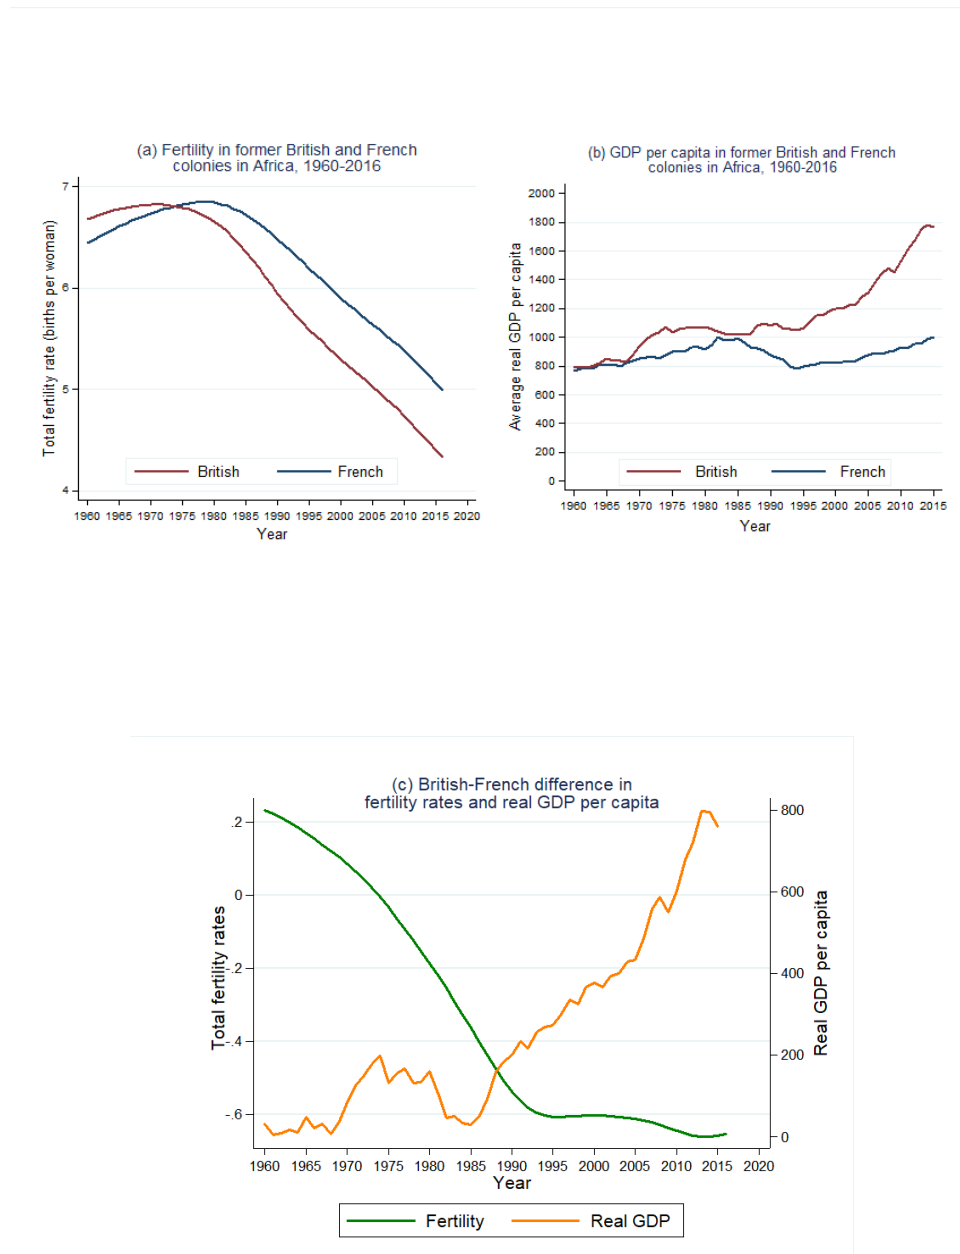 (a) Fertility in former British and French
colonies in Africa, 1960-2016
Total fertility rate (births per woman)
7
6
5
4
British French
1960 1965 1970 1975 1980 1985 1990 1995 2000 2005 2010 2015 2020
Year
(b) GDP per capita in former British and French
colonies in Africa, 1960-2016
Average real GDP per capita
2000
1800
1600
1400
1200
1000
800
600
400
200
0
British French
1960 1965 1970 1975 1980 1985 1990 1995 2000 2005 2010 2015
Year
(c) British-French difference in
fertility rates and real GDP per capita
Total fertility rates
.2
0
-.2
-.4
-.6
800
600
400
200
0
Real GDP per capita
1960 1965 1970 1975 1980 1985 1990 1995 2000 2005 2010 2015 2020
Year
Fertility Real GDP